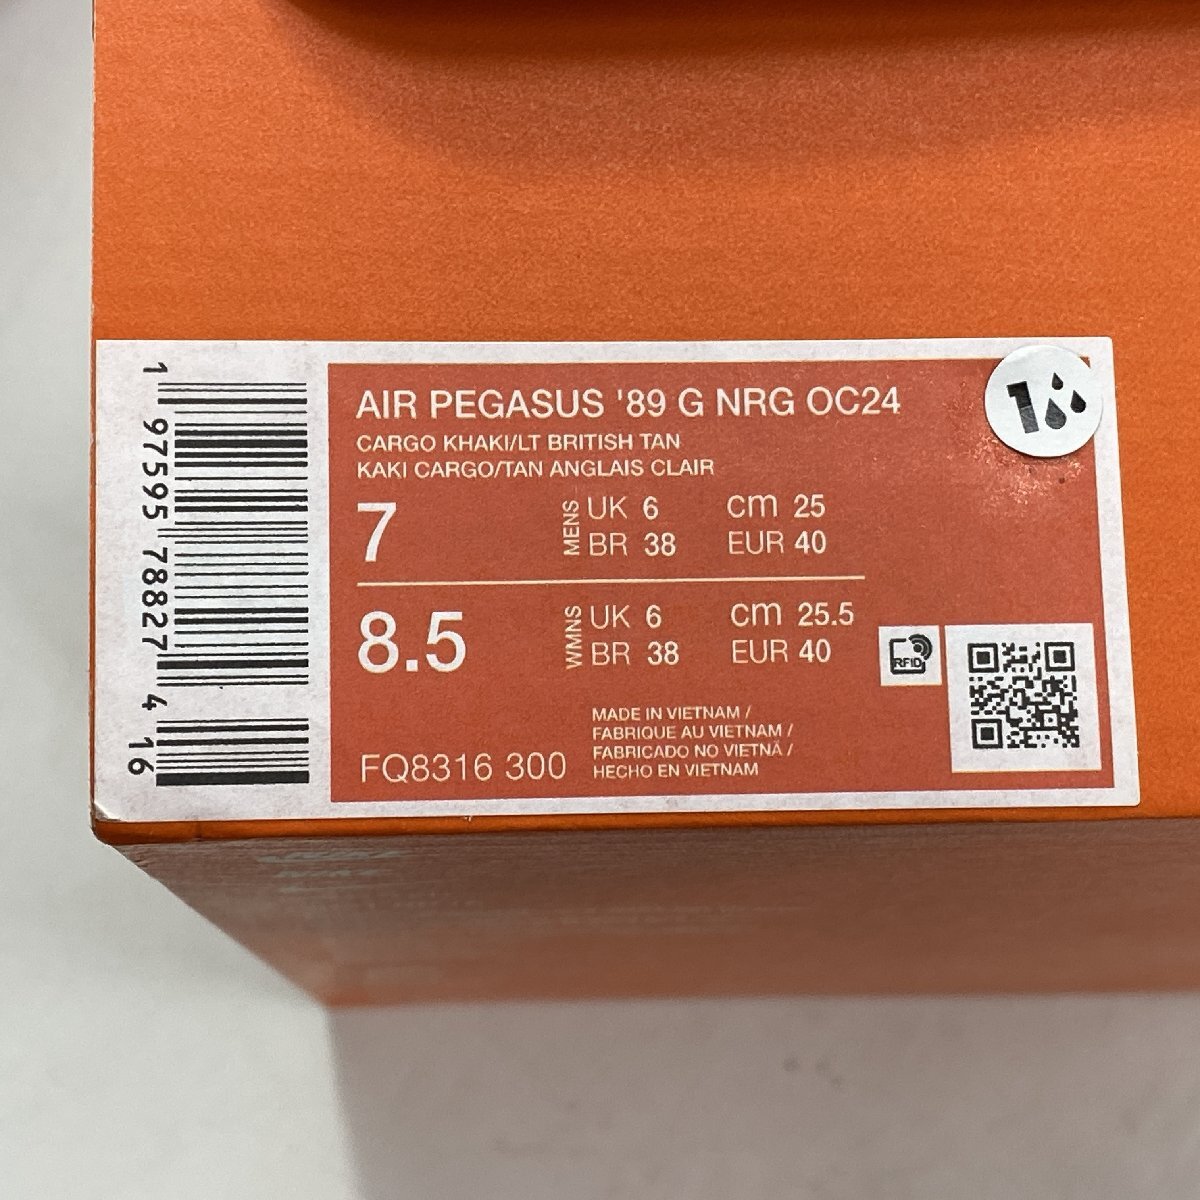 AIR PEGASUS '89 G NRG OC24
CARGO KHAKI/LT BRITISH TAN
KAKI CARGO/TAN ANGLAIS CLAIR
7
MENS
UK 6
cm 25
BR 38
EUR 40
8.5
WMNS
UK 6
cm 25.5
BR 38
EUR 40
RFID
MADE IN VIETNAM /
FABRIQUE AU VIETNAM /
FABRICADO NO VIETNÃ /
HECHO EN VIETNAM
FQ8316 300
1 97595 78827 4 16
1